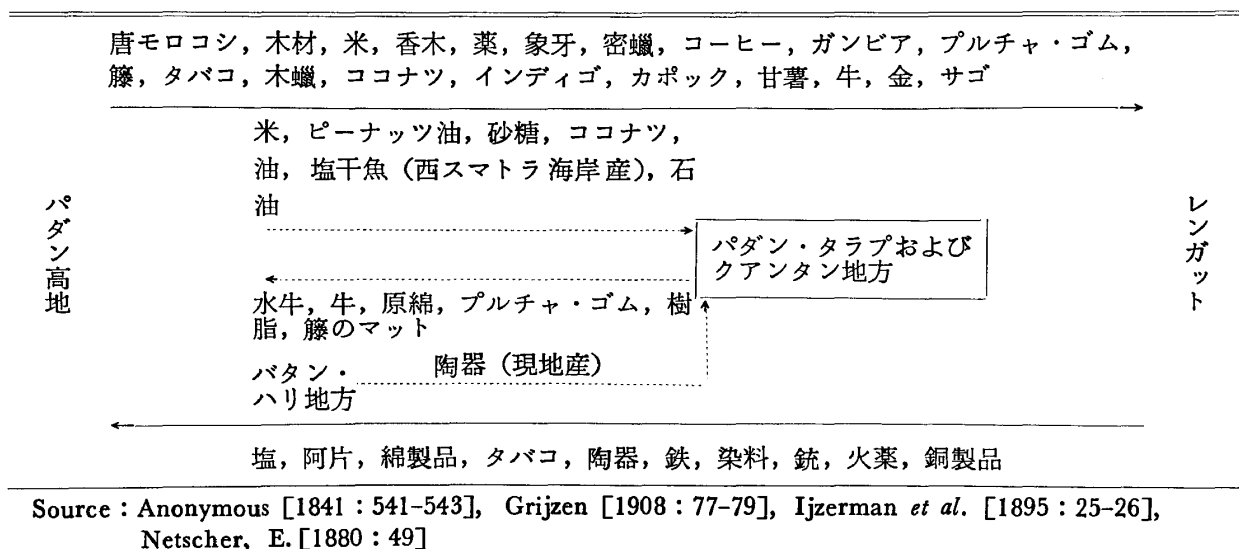 唐モロコシ，木材，米，香木，薬，象牙，密蠟，コーヒー，ガンビア，プルチャ・ゴム，
籐，タバコ，木蠟，ココナツ，インディゴ，カポック，甘薯，牛，金，サゴ
米，ピーナッツ油，砂糖，ココナツ，
油，塩干魚（西スマトラ海岸産），石
油
パダン高地
パダン・タラプおよび
クアンタン地方
レンガット
水牛，牛，原綿，プルチャ・ゴム，樹
脂，籐のマット
陶器（現地産）
バタン・
ハリ地方
塩，阿片，綿製品，タバコ，陶器，鉄，染料，銃，火薬，銅製品
Source : Anonymous [1841 : 541–543], Grijzen [1908 : 77–79], Ijzerman et al. [1895 : 25–26],
Netscher, E. [1880 : 49]